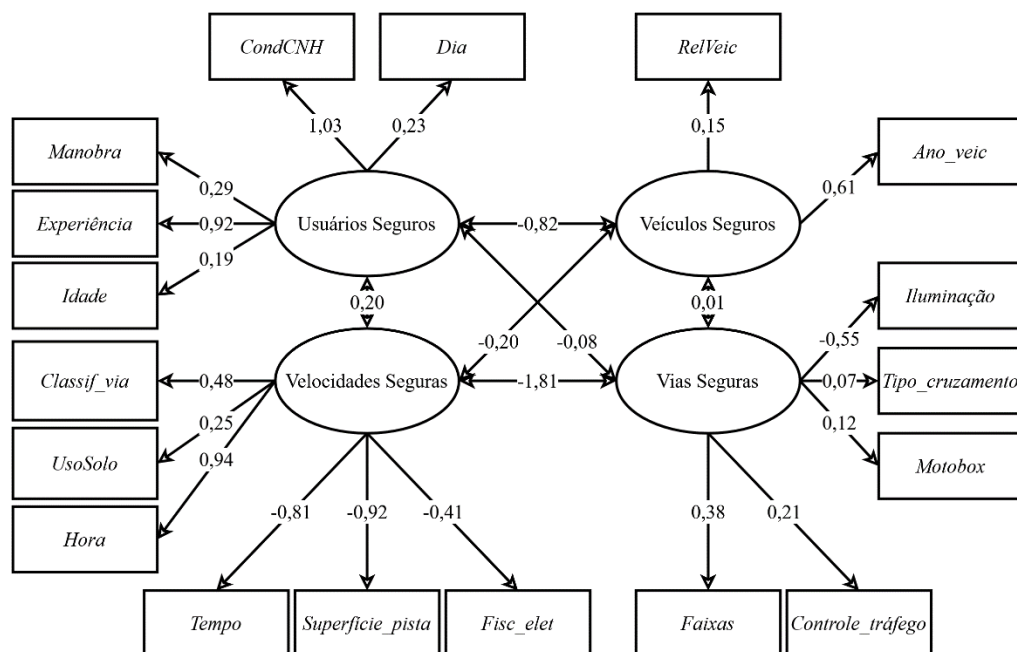 CondCNH
Dia
RelVeic
1,03
0,23
0,15
Manobra
Ano_veic
0,29
0,61
Experiência
0,92
Usuários Seguros
-0,82
Veículos Seguros
0,19
Idade
0,20
0,01
Iluminação
-0,20
-0,08
-0,55
Classif_via
0,48
Velocidades Seguras
-1,81
Vias Seguras
0,07
Tipo_cruzamento
0,25
0,12
UsoSolo
0,94
Motobox
Hora
-0,81
-0,92
-0,41
0,38
0,21
Tempo
Superfície_pista
Fisc_elet
Faixas
Controle_tráfego